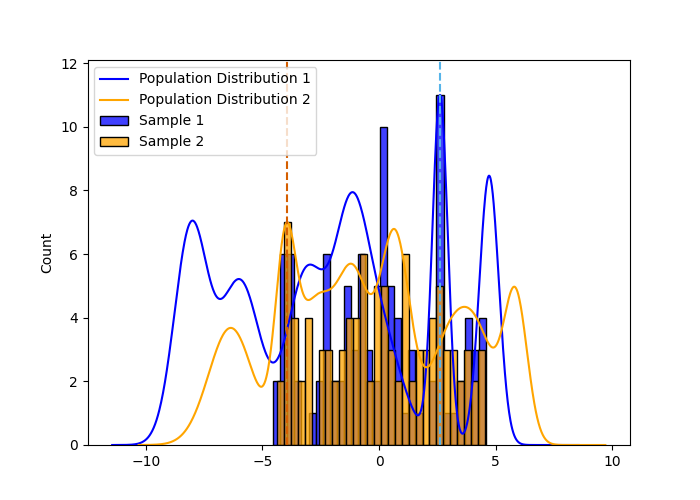 12
10
8
6
4
2
0
Count
Population Distribution 1
Population Distribution 2
Sample 1
Sample 2
−10 −5 0 5 10